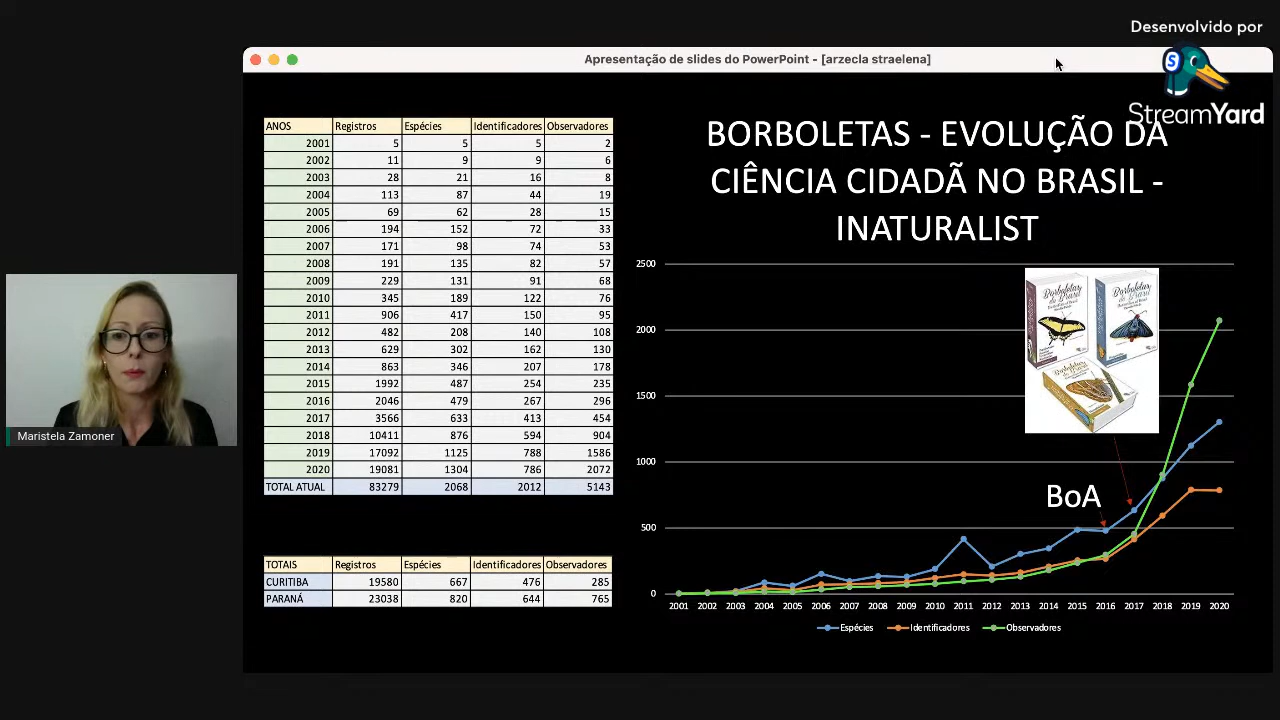 Desenvolvido por
StreamYard
Apresentação de slides do PowerPoint - [arzecla straelena]
ANOS Registros Espécies Identificadores Observadores
2001 5 5 5 2
2002 11 9 9 6
2003 28 21 16 8
2004 113 87 44 19
2005 69 62 28 15
2006 194 152 72 33
2007 171 98 74 53
2008 191 135 82 57
2009 229 131 91 68
2010 345 189 122 76
2011 906 417 150 95
2012 482 208 140 108
2013 629 302 162 130
2014 863 346 207 178
2015 1992 487 254 235
2016 2046 479 267 296
2017 3566 633 413 454
2018 10411 876 594 904
2019 17092 1125 788 1586
2020 19081 1304 786 2072
TOTAL ATUAL 83279 2068 2012 5143
TOTAIS Registros Espécies Identificadores Observadores
CURITIBA 19580 667 476 285
PARANÁ 23038 820 644 765
BORBOLETAS - EVOLUÇÃO DA
CIÊNCIA CIDADÃ NO BRASIL -
INATURALIST
2500
2000
1500
1000
500
0
Borboletas do Brasil
Borboletas do Brasil
BoA
2001 2002 2003 2004 2005 2006 2007 2008 2009 2010 2011 2012 2013 2014 2015 2016 2017 2018 2019 2020
Espécies Identificadores Observadores
Maristela Zamoner